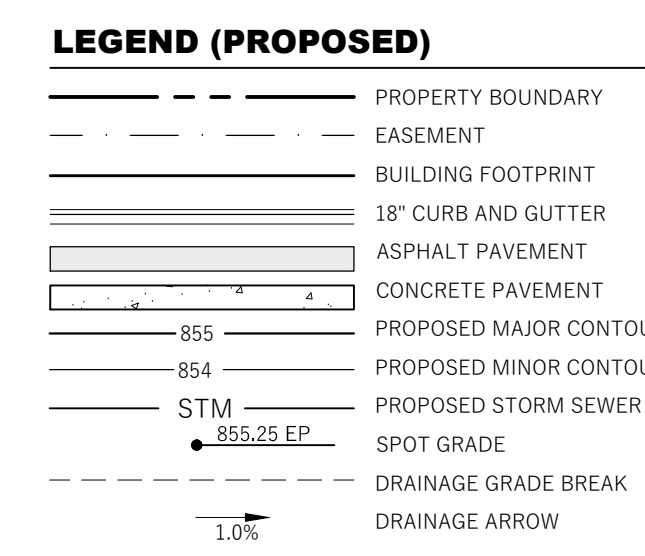 LEGEND (PROPOSED)
PROPERTY BOUNDARY
EASEMENT
BUILDING FOOTPRINT
18" CURB AND GUTTER
ASPHALT PAVEMENT
CONCRETE PAVEMENT
855 PROPOSED MAJOR CONTOU
854 PROPOSED MINOR CONTOU
STM PROPOSED STORM SEWER
855.25 EP SPOT GRADE
DRAINAGE GRADE BREAK
1.0% DRAINAGE ARROW